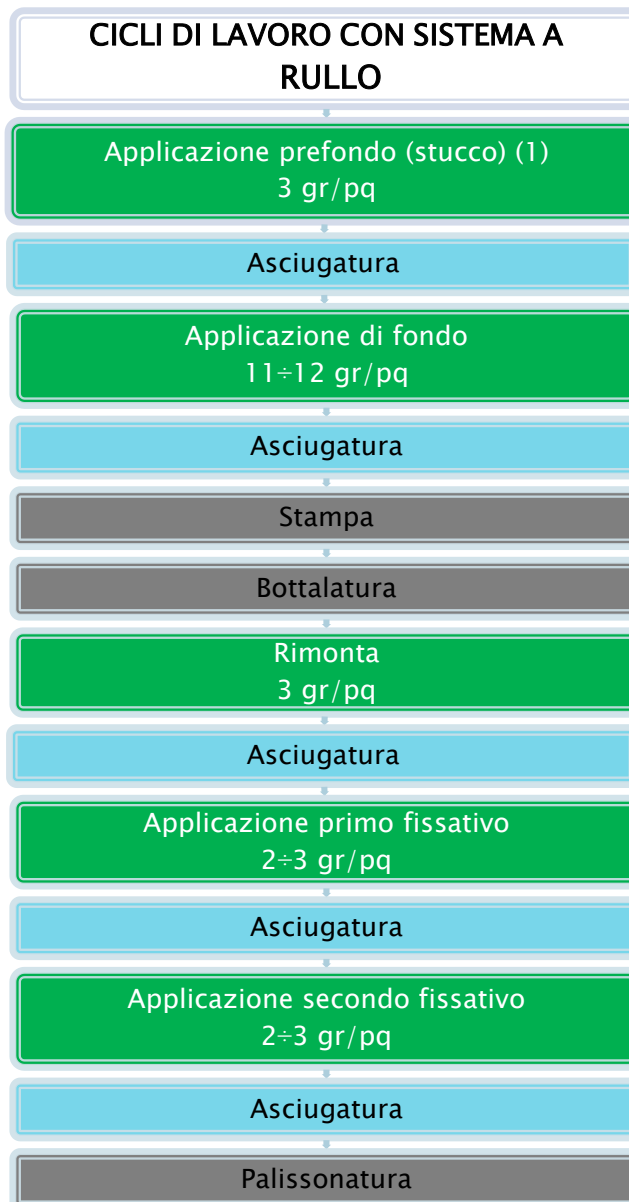 CICLI DI LAVORO CON SISTEMA A
RULLO
Applicazione prefondo (stucco) (1)
3 gr/pq
Asciugatura
Applicazione di fondo
11÷12 gr/pq
Asciugatura
Stampa
Bottalatura
Rimonta
3 gr/pq
Asciugatura
Applicazione primo fissativo
2÷3 gr/pq
Asciugatura
Applicazione secondo fissativo
2÷3 gr/pq
Asciugatura
Palissonatura